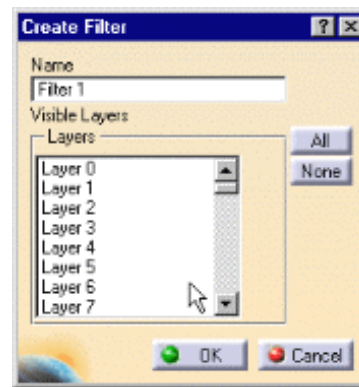 Create Filter
Name
Filter 1
Visible Layers
Layers
Layer 0
Layer 1
Layer 2
Layer 3
Layer 4
Layer 5
Layer 6
Layer 7
All
None
OK
Cancel